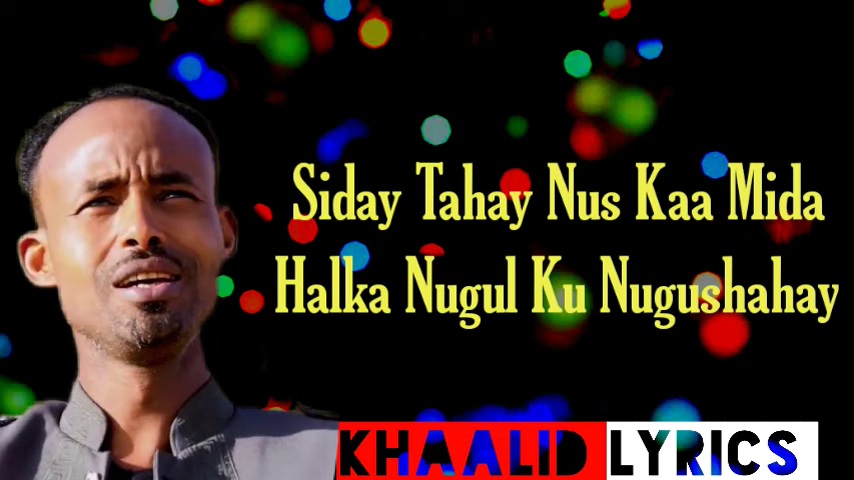 Siday Tahay Nus Kaa Mida
Halka Nugul Ku Nugushahay
KHAALID LYRICS